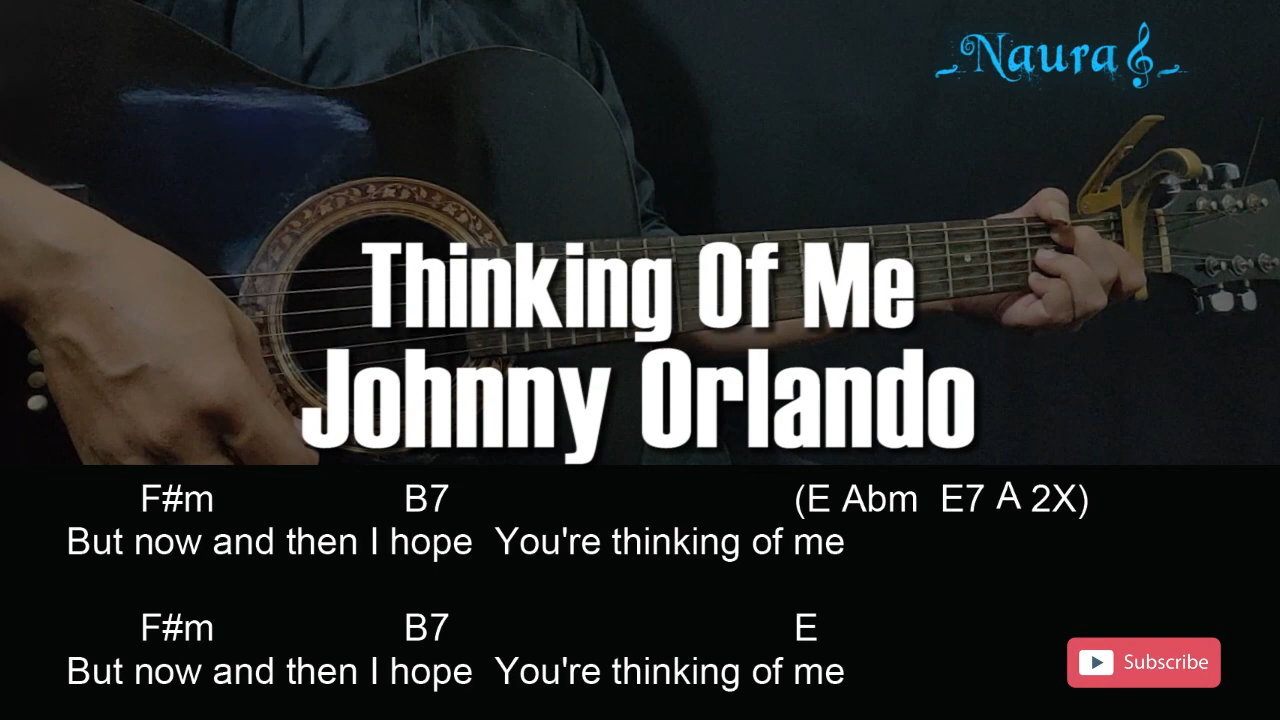 Naura
Thinking Of Me
Johnny Orlando
F#m B7 (E Abm E7 A 2X)
But now and then I hope You're thinking of me
F#m B7 E
But now and then I hope You're thinking of me
Subscribe